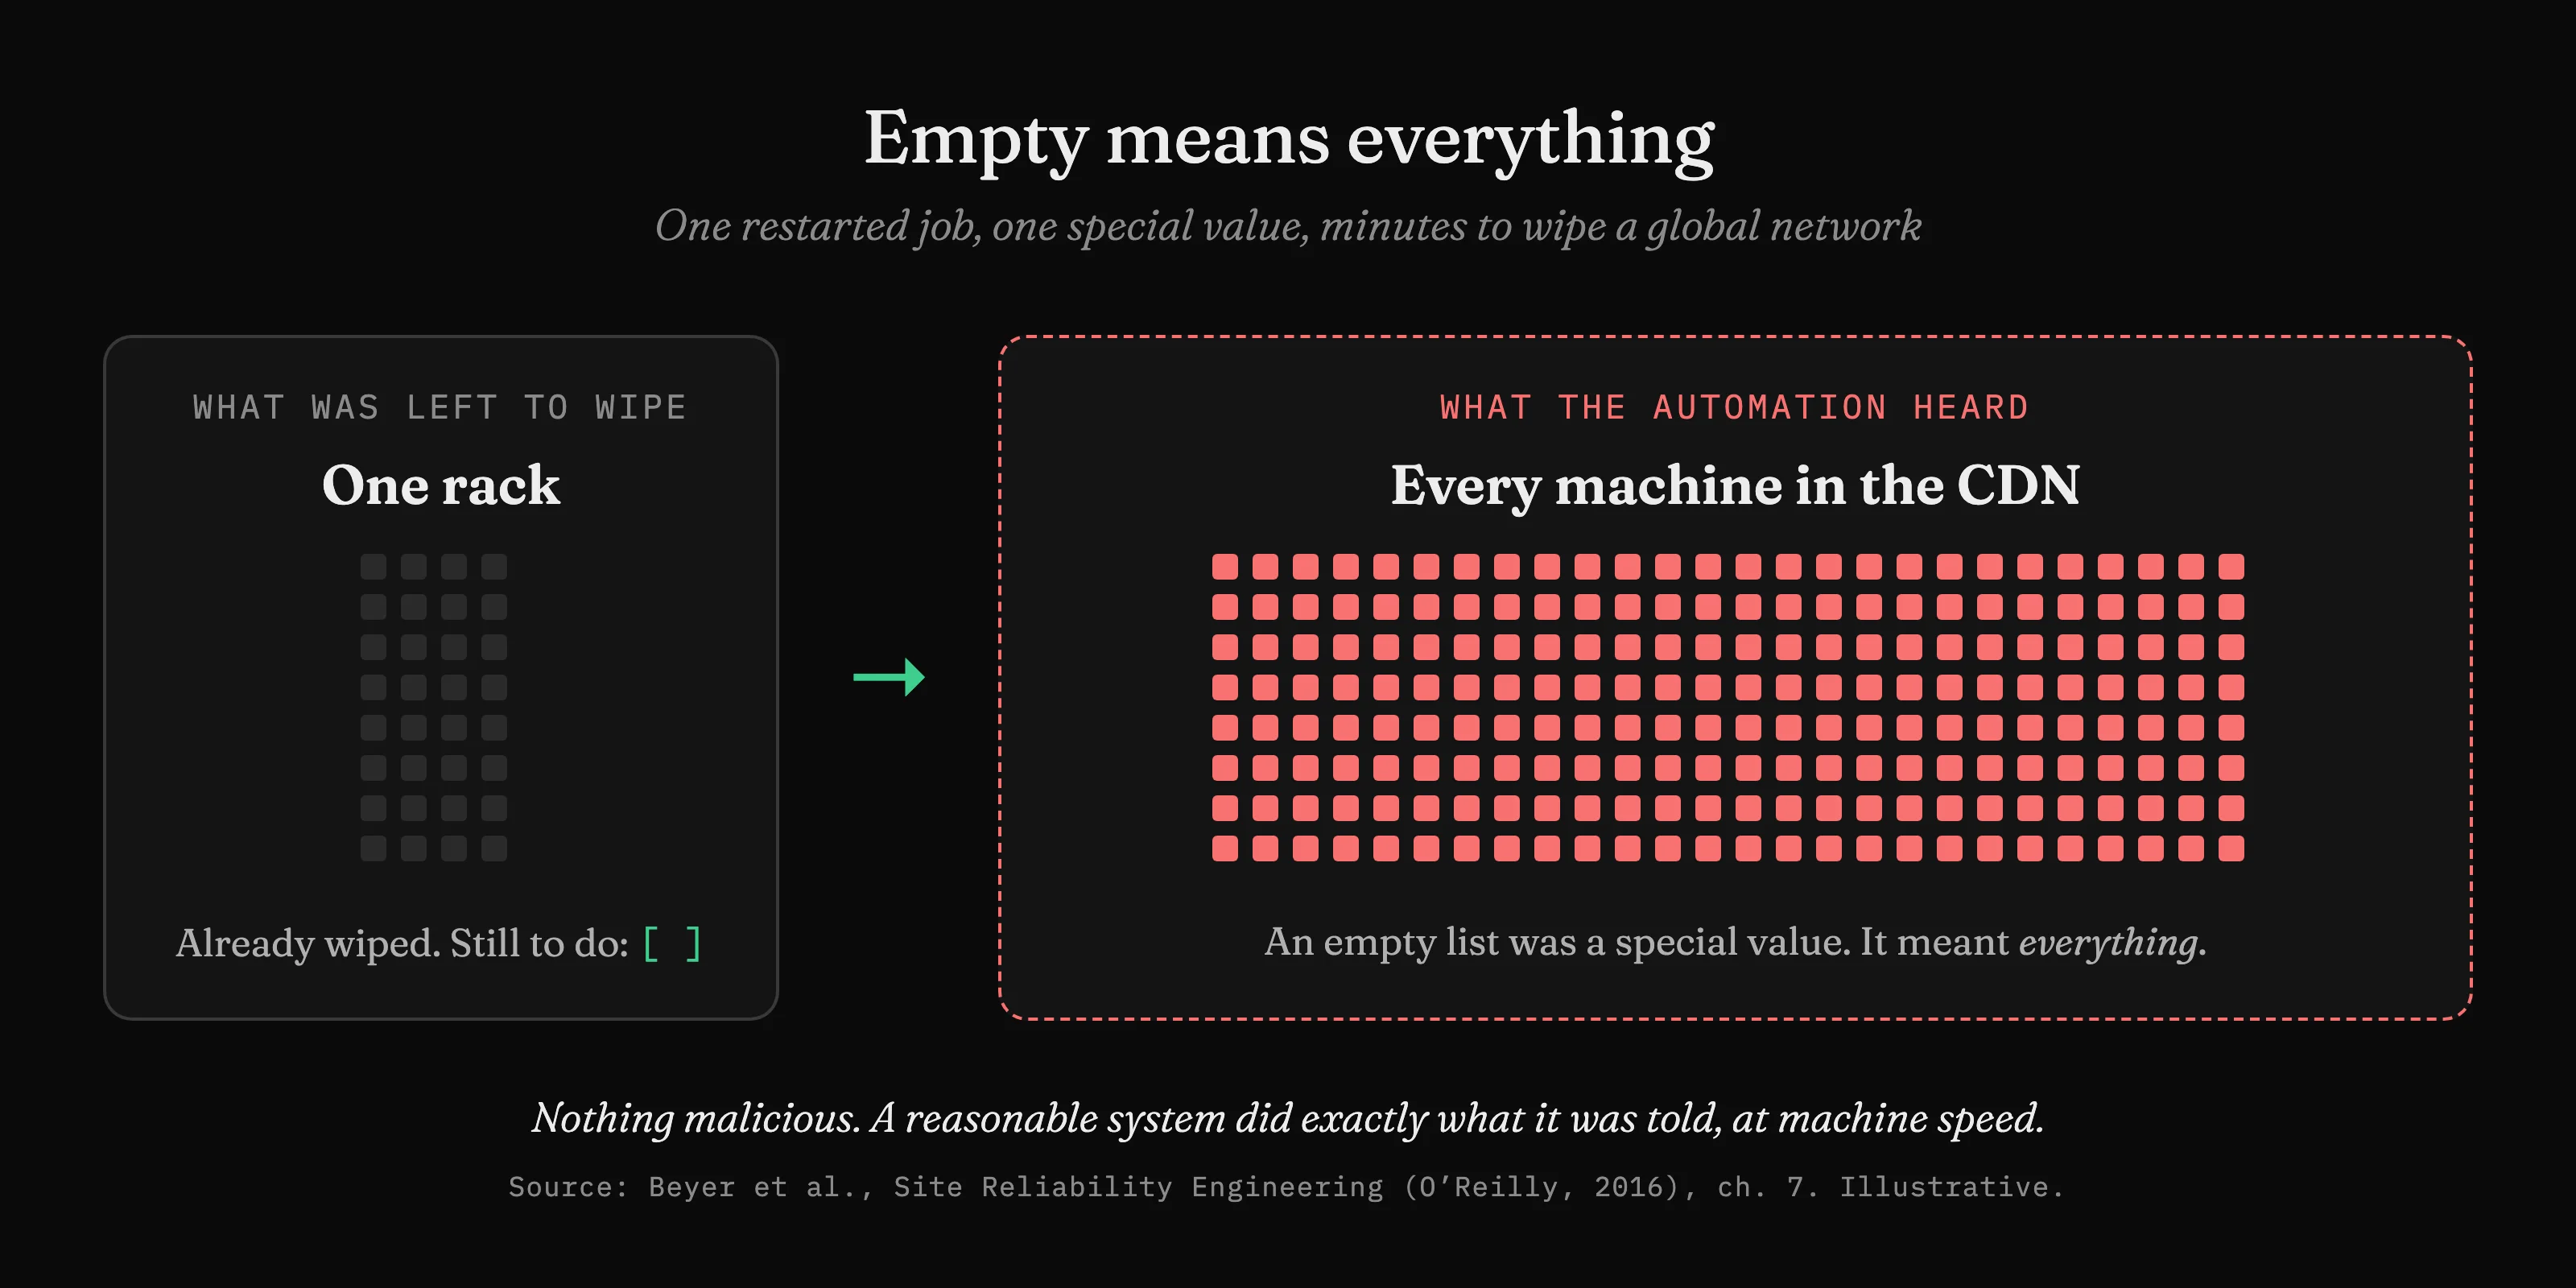 Empty means everything
One restarted job, one special value, minutes to wipe a global network
WHAT WAS LEFT TO WIPE
One rack
Already wiped. Still to do: [ ]
WHAT THE AUTOMATION HEARD
Every machine in the CDN
An empty list was a special value. It meant everything.
Nothing malicious. A reasonable system did exactly what it was told, at machine speed.
Source: Beyer et al., Site Reliability Engineering (O’Reilly, 2016), ch. 7. Illustrative.